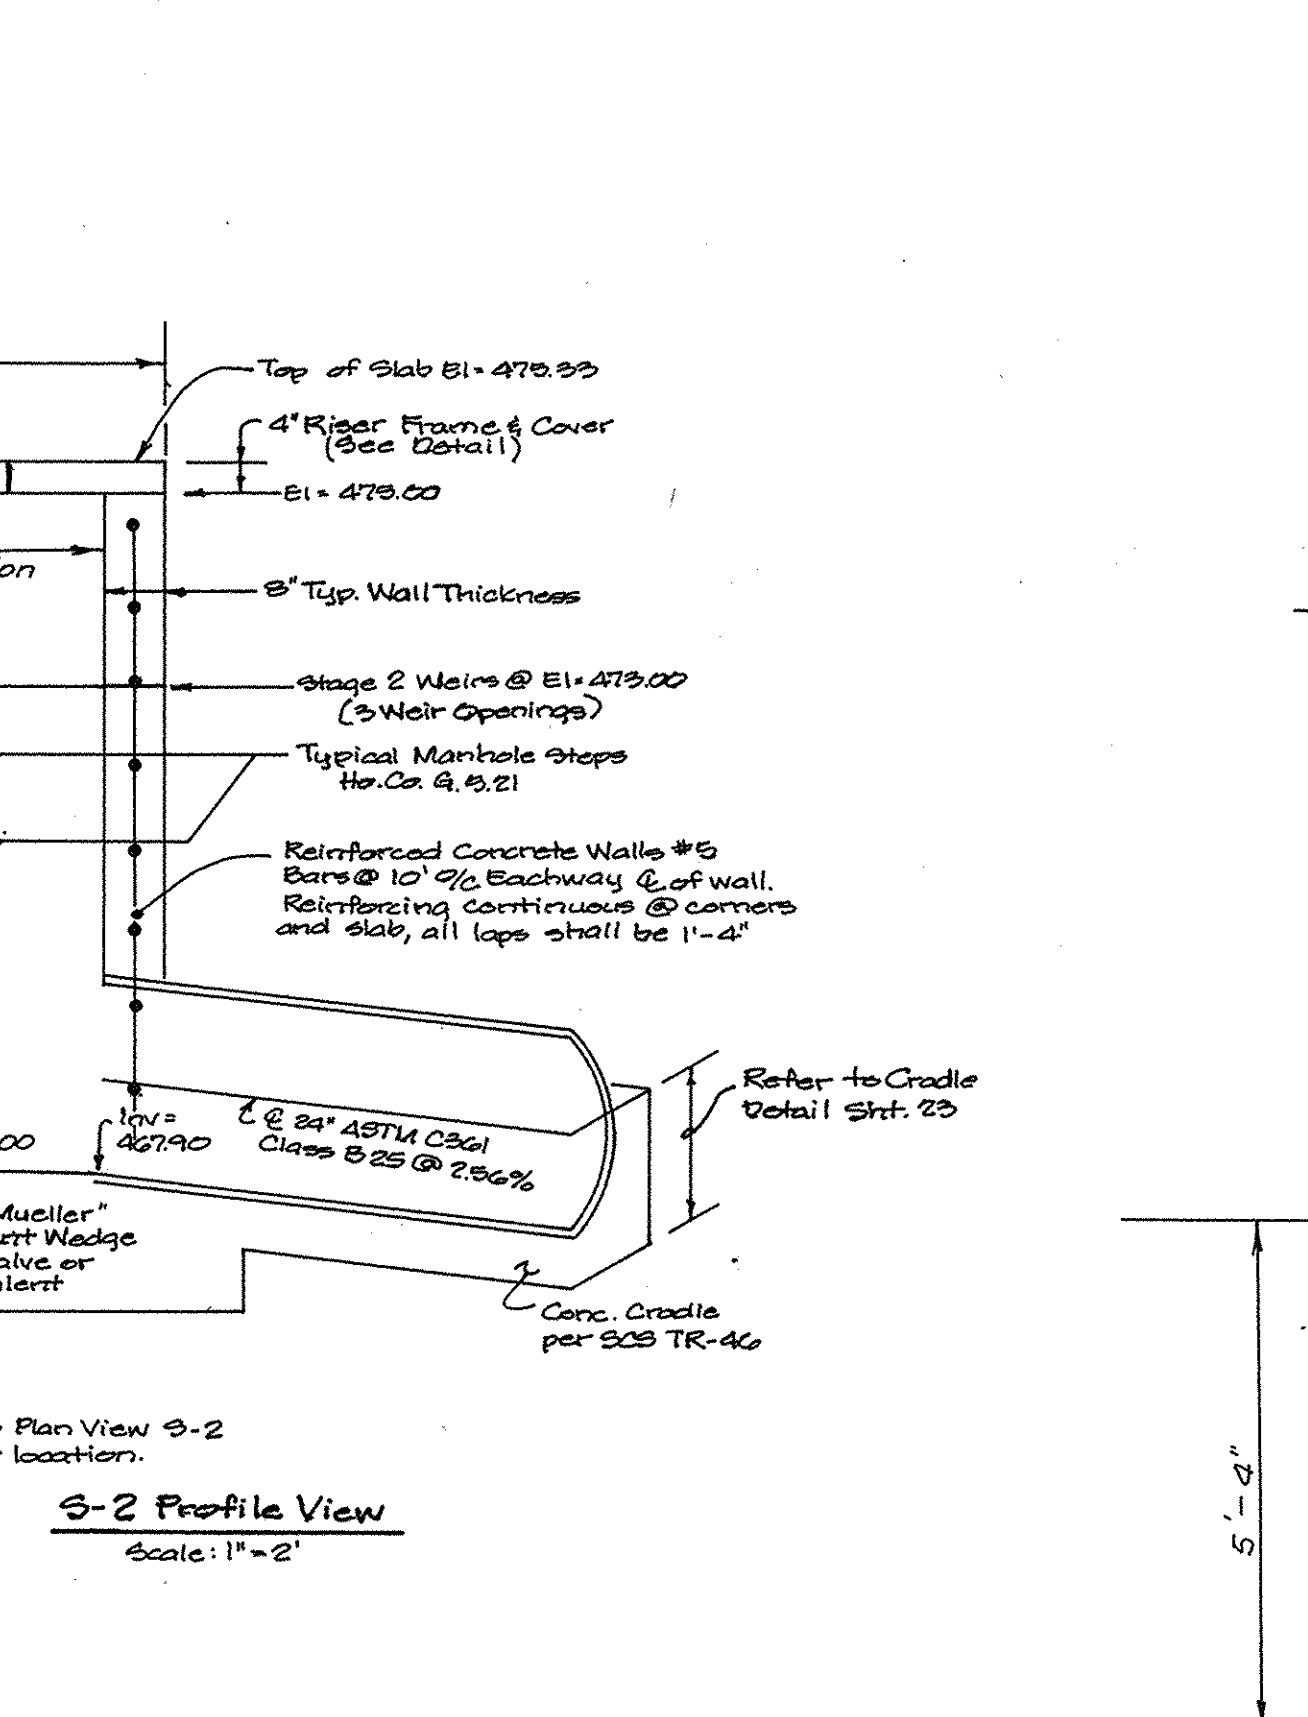 Top of Slab El= 475.33
4" Riser Frame & Cover
(See Detail)
El= 475.00
on
8" Typ. Wall Thickness
Stage 2 Weirs @ El= 473.00
(3 Weir Openings)
Typical Manhole Steps
Ho.Co. G.5.21
Reinforced Concrete Walls #5
Bars @ 10' o/c Eachway ℄ of wall.
Reinforcing continuous @ corners
and slab, all laps shall be 1'-4"
Refer to Cradle
Detail Sht. 23
Inv=
467.90
℄ 24" ASTM C361
Class B25 @ 2.56%
00
Mueller"
nt Wedge
alve or
alent
Conc. Cradle
per SCS TR-46
Plan View S-2
location.
S-2 Profile View
Scale: 1"=2'
5'-4"